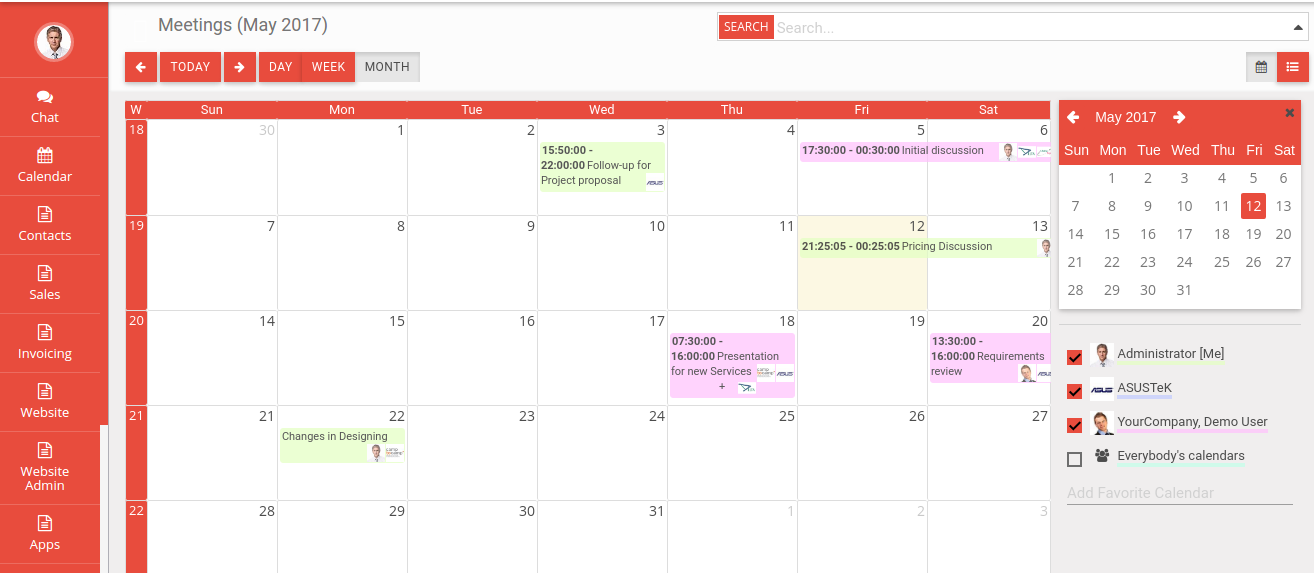 Meetings (May 2017)
SEARCH Search...
TODAY DAY WEEK MONTH
Chat
Calendar
Contacts
Sales
Invoicing
Website
Website
Admin
Apps
W Sun Mon Tue Wed Thu Fri Sat
18 30 1 2 3 4 5 6
15:50:00 -
22:00:00 Follow-up for
Project proposal
ASUS
17:30:00 - 00:30:00 Initial discussion
19 7 8 9 10 11 12 13
21:25:05 - 00:25:05 Pricing Discussion
20 14 15 16 17 18 19 20
07:30:00 -
16:00:00 Presentation
for new Services
ASUS
+
13:30:00 -
16:00:00 Requirements
review
21 21 22 23 24 25 26 27
Changes in Designing
22 28 29 30 31 1 2 3
May 2017
Sun Mon Tue Wed Thu Fri Sat
1 2 3 4 5 6
7 8 9 10 11 12 13
14 15 16 17 18 19 20
21 22 23 24 25 26 27
28 29 30 31
Administrator [Me]
ASUS ASUSTeK
YourCompany, Demo User
Everybody's calendars
Add Favorite Calendar